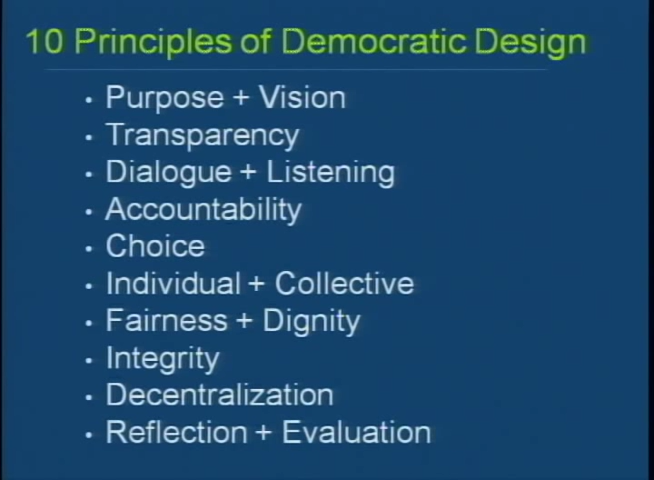 10 Principles of Democratic Design
• Purpose + Vision
• Transparency
• Dialogue + Listening
• Accountability
• Choice
• Individual + Collective
• Fairness + Dignity
• Integrity
• Decentralization
• Reflection + Evaluation